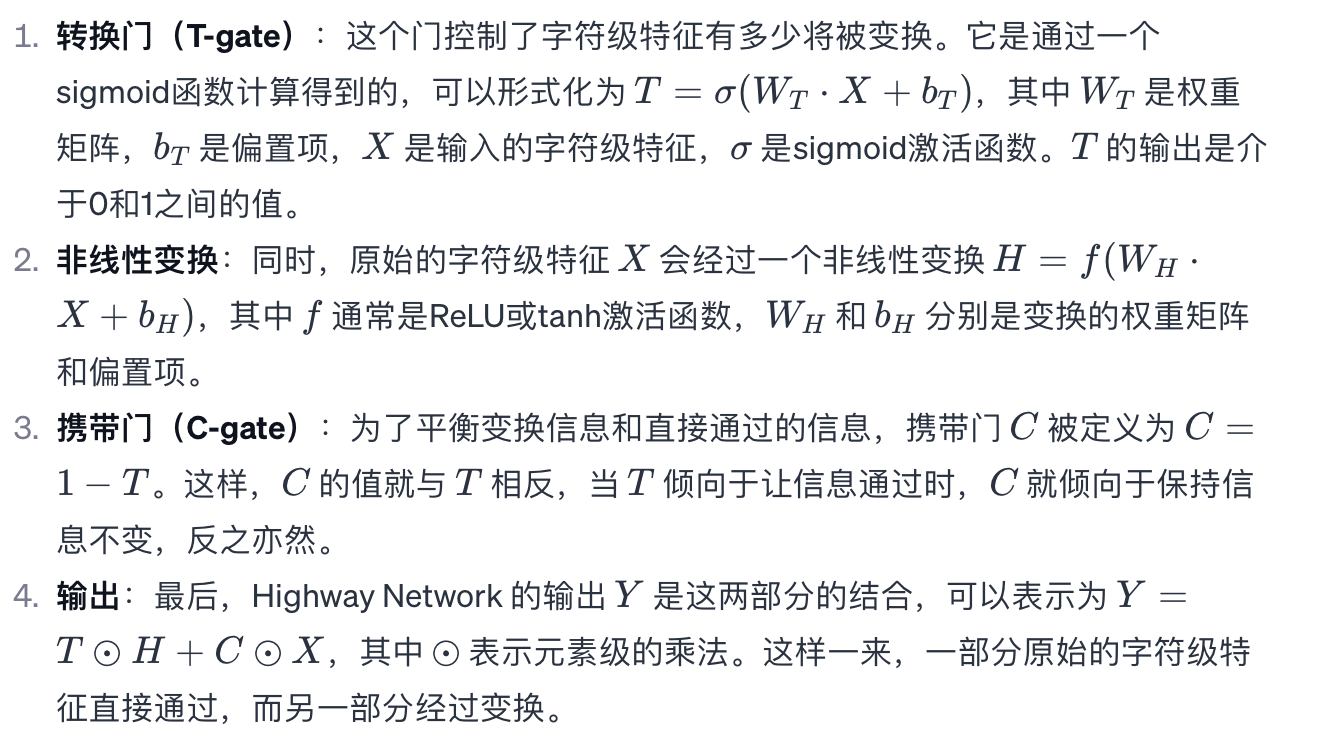 1. 转换门（T-gate）：这个门控制了字符级特征有多少将被变换。它是通过一个
sigmoid函数计算得到的，可以形式化为 T = σ(W_T · X + b_T)，其中 W_T 是权重
矩阵，b_T 是偏置项，X 是输入的字符级特征，σ 是sigmoid激活函数。T 的输出是介
于0和1之间的值。
2. 非线性变换：同时，原始的字符级特征 X 会经过一个非线性变换 H = f(W_H ·
X + b_H)，其中 f 通常是ReLU或tanh激活函数，W_H 和 b_H 分别是变换的权重矩阵
和偏置项。
3. 携带门（C-gate）：为了平衡变换信息和直接通过的信息，携带门 C 被定义为 C =
1 − T。这样，C 的值就与 T 相反，当 T 倾向于让信息通过时，C 就倾向于保持信
息不变，反之亦然。
4. 输出：最后，Highway Network 的输出 Y 是这两部分的结合，可以表示为 Y =
T ⊙ H + C ⊙ X，其中 ⊙ 表示元素级的乘法。这样一来，一部分原始的字符级特
征直接通过，而另一部分经过变换。